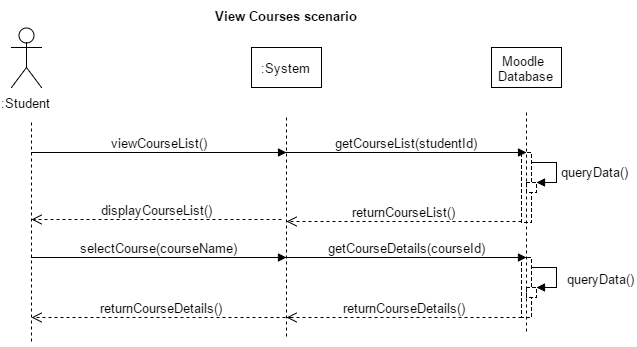 View Courses scenario
:Student
:System
Moodle
Database
viewCourseList()
getCourseList(studentId)
queryData()
displayCourseList()
returnCourseList()
selectCourse(courseName)
getCourseDetails(courseId)
queryData()
returnCourseDetails()
returnCourseDetails()